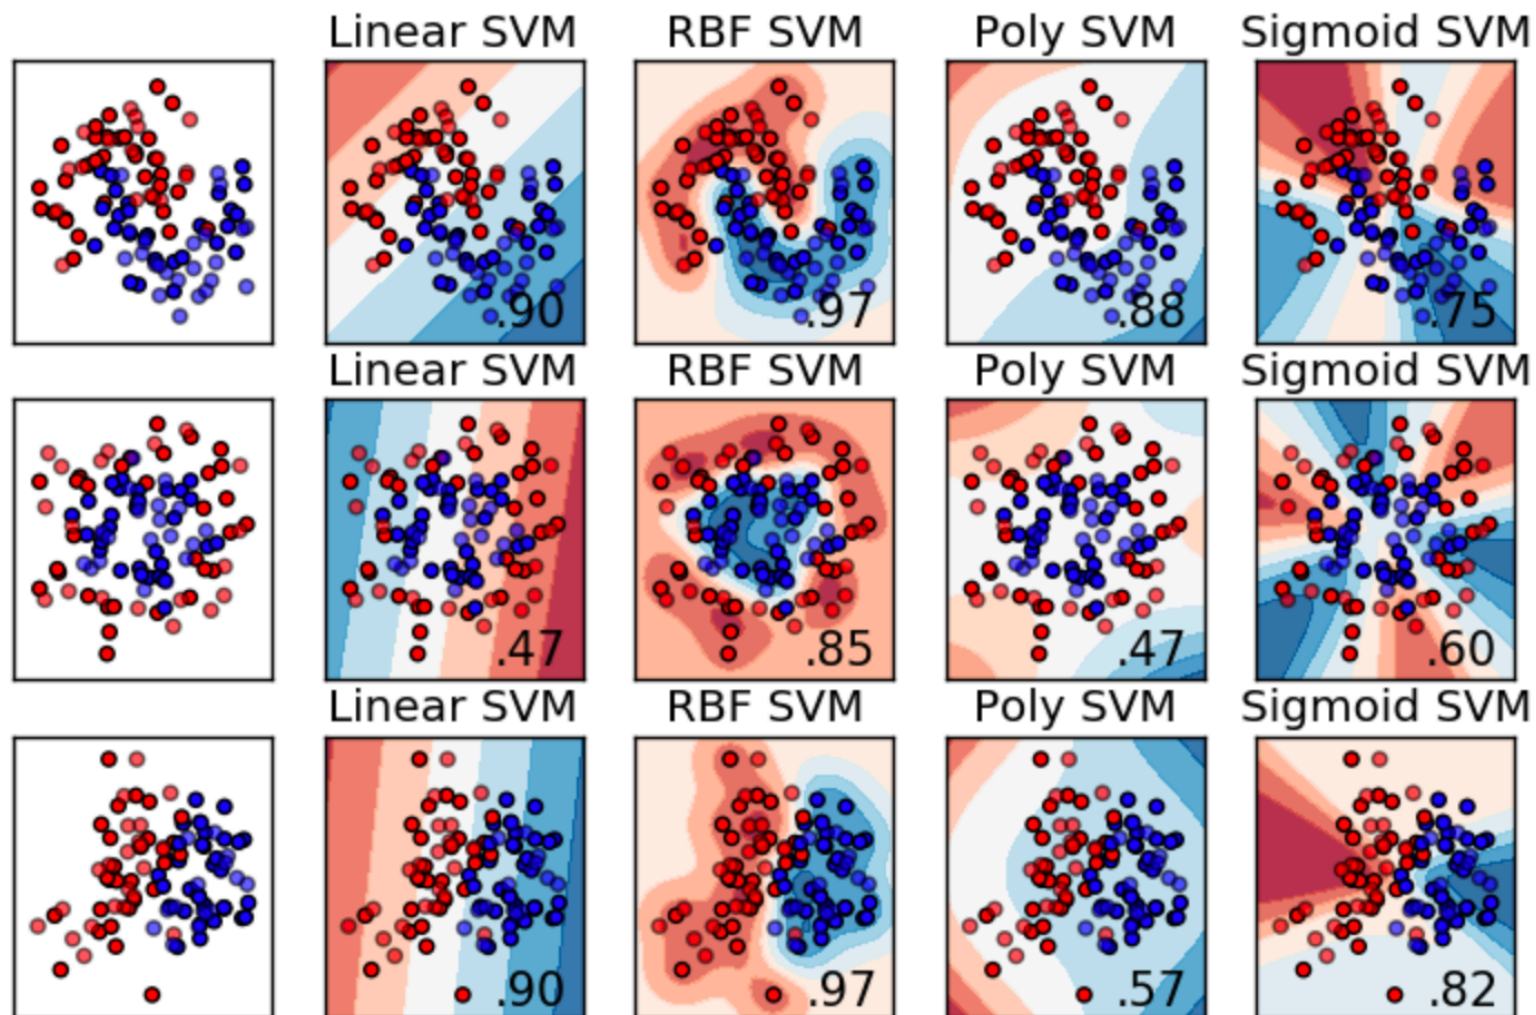 Linear SVM RBF SVM Poly SVM Sigmoid SVM
.90 .97 .88 .75
Linear SVM RBF SVM Poly SVM Sigmoid SVM
.47 .85 .47 .60
Linear SVM RBF SVM Poly SVM Sigmoid SVM
.90 .97 .57 .82